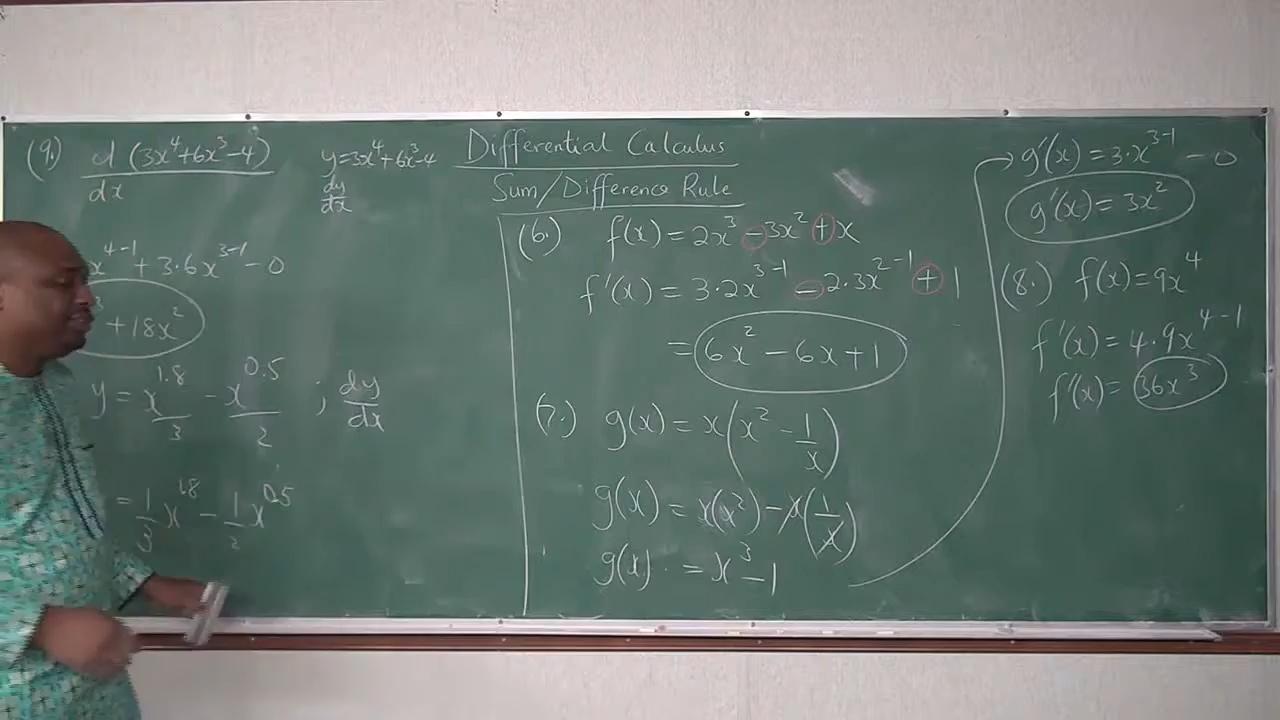 Differential Calculus
Sum/Difference Rule
(9.) d(3x⁴+6x³-4)/dx
y=3x⁴+6x³-4
dy/dx
x⁴⁻¹+3·6x³⁻¹-0
³+18x²
y=x^1.8/3 - x^0.5/2 ; dy/dx
=1/3 x^1.8 - 1/2 x^0.5
(6.) f(x)=2x³-3x²+x
f'(x)=3·2x³⁻¹-2·3x²⁻¹+1
=6x²-6x+1
(7.) g(x)=x(x²-1/x)
g(x)=x(x²)-x(1/x)
g(x)=x³-1
g'(x)=3·x³⁻¹-0
g'(x)=3x²
(8.) f(x)=9x⁴
f'(x)=4·9x⁴⁻¹
f'(x)=36x³